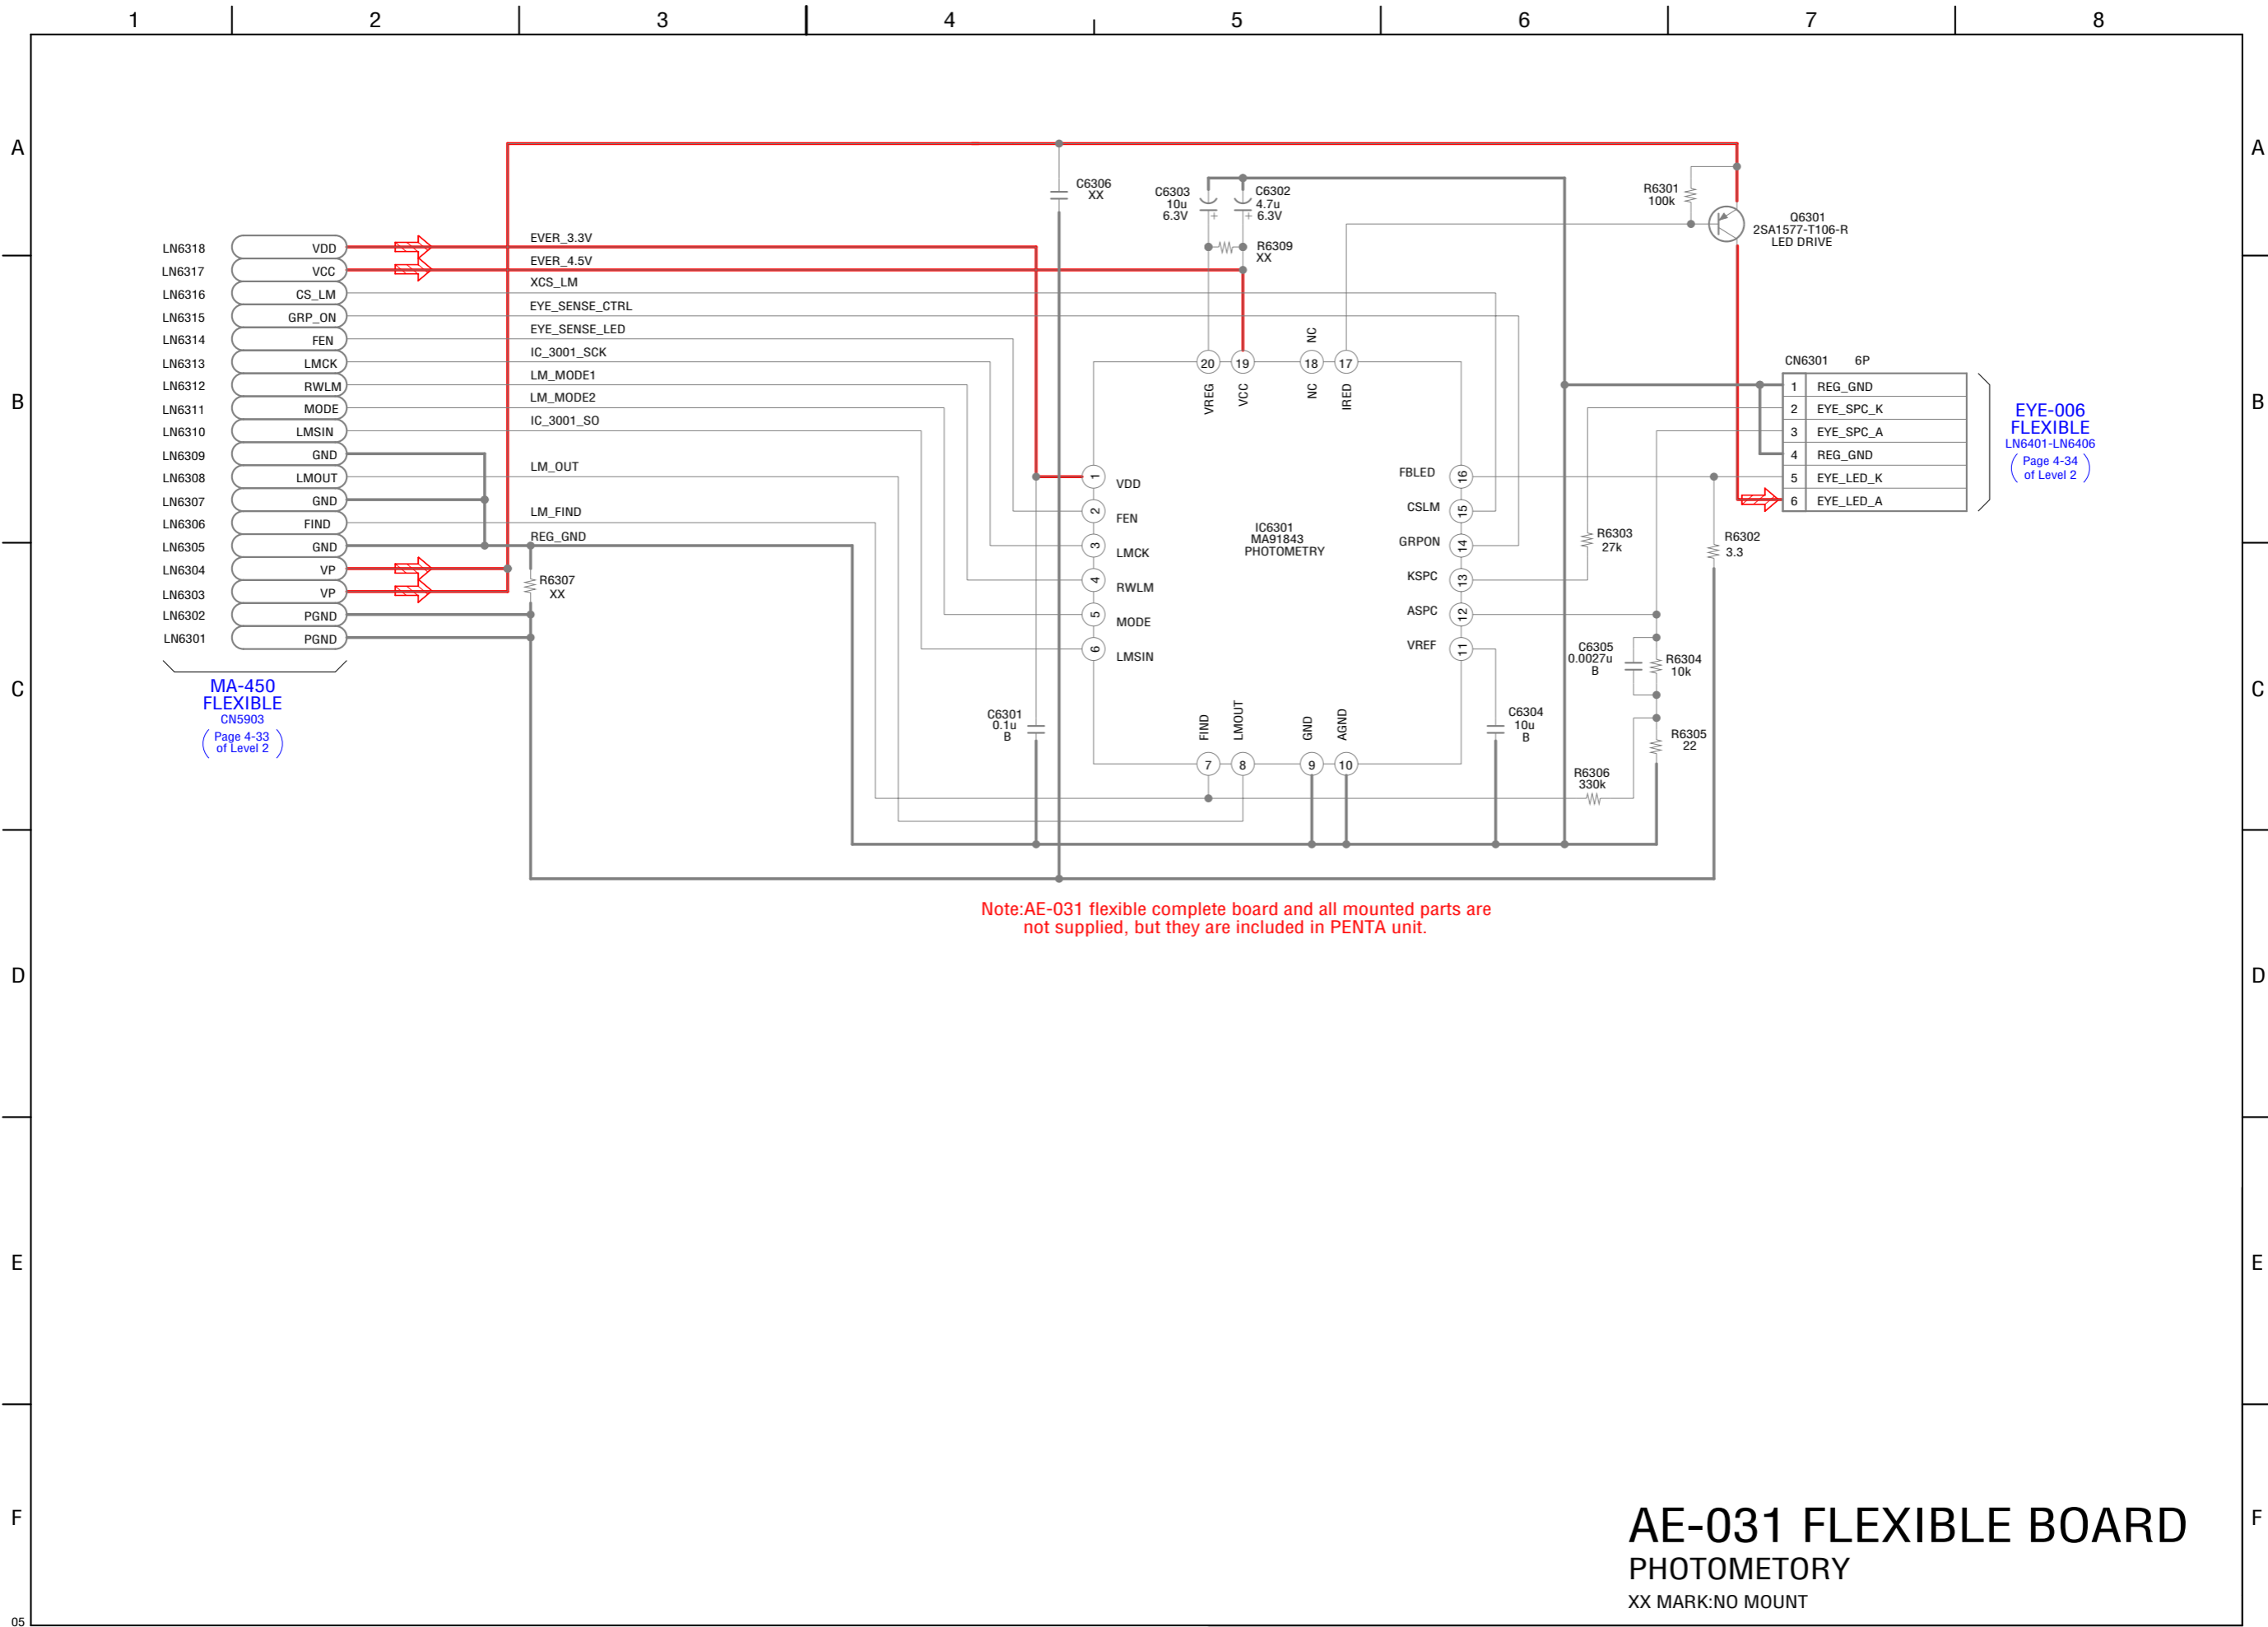 1 2 3 4 5 6 7 8
A A
B B
C C
D D
E E
F F
LN6318 VDD EVER_3.3V
LN6317 VCC EVER_4.5V
LN6316 CS_LM XCS_LM
LN6315 GRP_ON EYE_SENSE_CTRL
LN6314 FEN EYE_SENSE_LED
LN6313 LMCK IC_3001_SCK
LN6312 RWLM LM_MODE1
LN6311 MODE LM_MODE2
LN6310 LMSIN IC_3001_SO
LN6309 GND
LN6308 LMOUT LM_OUT
LN6307 GND
LN6306 FIND LM_FIND
LN6305 GND REG_GND
LN6304 VP
LN6303 VP
LN6302 PGND
LN6301 PGND
MA-450
FLEXIBLE
CN5903
( Page 4-33
of Level 2 )
R6307
XX
C6306
XX
C6303
10u
6.3V
+
C6302
4.7u
6.3V
+
R6309
XX
R6301
100k
Q6301
2SA1577-T106-R
LED DRIVE
20 VREG
19 VCC
18 NC
NC
17 IRED
1 VDD
2 FEN
3 LMCK
4 RWLM
5 MODE
6 LMSIN
IC6301
MA91843
PHOTOMETRY
FBLED 16
CSLM 15
GRPON 14
KSPC 13
ASPC 12
VREF 11
FIND 7
LMOUT 8
GND 9
AGND 10
C6301
0.1u
B
C6304
10u
B
R6303
27k
R6302
3.3
C6305
0.0027u
B
R6304
10k
R6305
22
R6306
330k
CN6301 6P
1 REG_GND
2 EYE_SPC_K
3 EYE_SPC_A
4 REG_GND
5 EYE_LED_K
6 EYE_LED_A
EYE-006
FLEXIBLE
LN6401-LN6406
( Page 4-34
of Level 2 )
Note:AE-031 flexible complete board and all mounted parts are
not supplied, but they are included in PENTA unit.
AE-031 FLEXIBLE BOARD
PHOTOMETORY
XX MARK:NO MOUNT
05